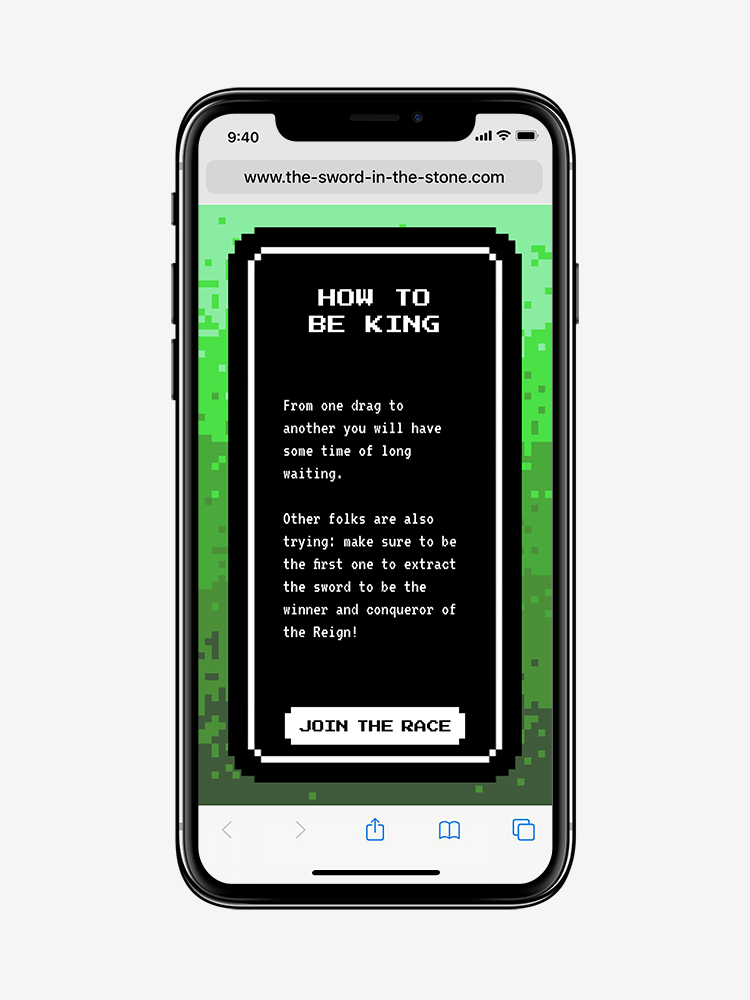 9:40
www.the-sword-in-the-stone.com
HOW TO
BE KING
From one drag to
another you will have
some time of long
waiting.
Other folks are also
trying: make sure to be
the first one to extract
the sword to be the
winner and conqueror of
the Reign!
JOIN THE RACE